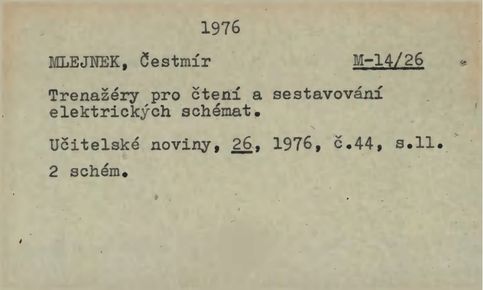 1976
MLEJNEK, Čestmír M-14/26
Trenažéry pro čtení a sestavování
elektrických schémat.
Učitelské noviny, 26, 1976, č.44, s.11.
2 schém.